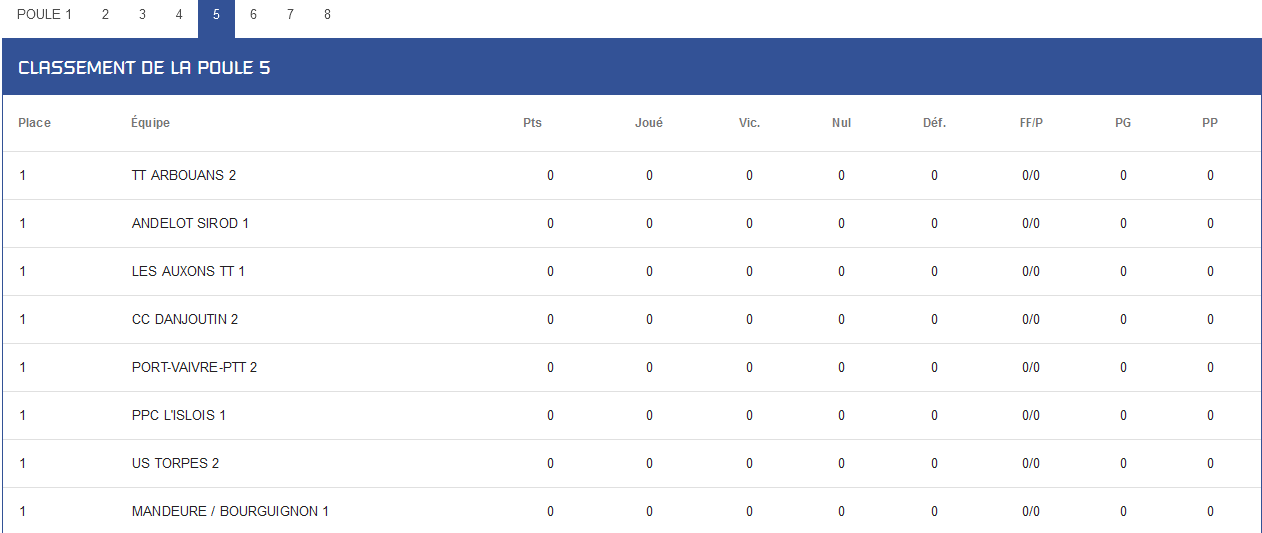 POULE 1 2 3 4 5 6 7 8
CLASSEMENT DE LA POULE 5
Place Équipe Pts Joué Vic. Nul Déf. FF/P PG PP
1 TT ARBOUANS 2 0 0 0 0 0 0/0 0 0
1 ANDELOT SIROD 1 0 0 0 0 0 0/0 0 0
1 LES AUXONS TT 1 0 0 0 0 0 0/0 0 0
1 CC DANJOUTIN 2 0 0 0 0 0 0/0 0 0
1 PORT-VAIVRE-PTT 2 0 0 0 0 0 0/0 0 0
1 PPC L'ISLOIS 1 0 0 0 0 0 0/0 0 0
1 US TORPES 2 0 0 0 0 0 0/0 0 0
1 MANDEURE / BOURGUIGNON 1 0 0 0 0 0 0/0 0 0